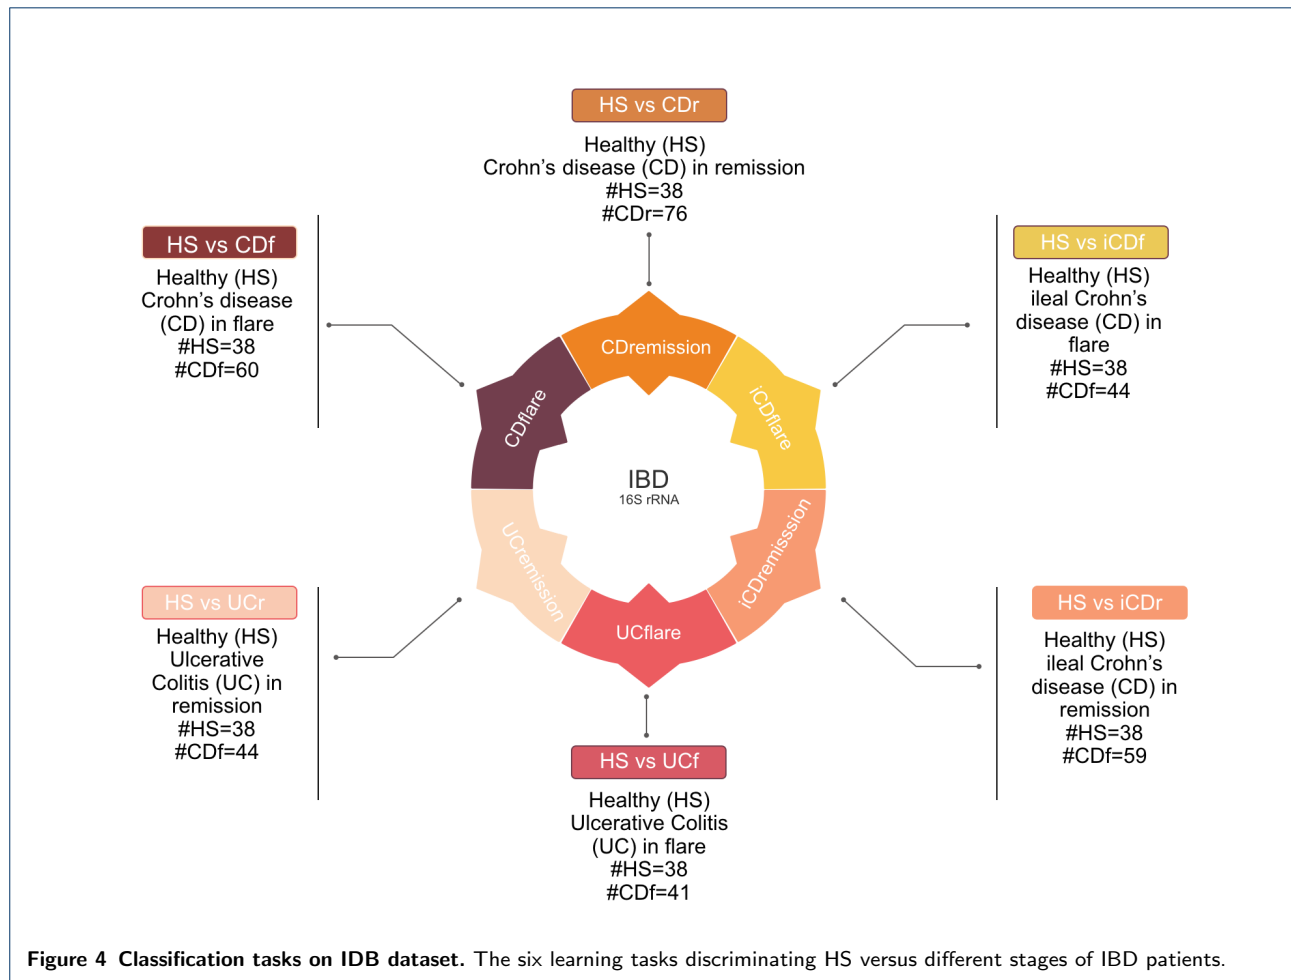 HS vs CDr
Healthy (HS)
Crohn's disease (CD) in remission
#HS=38
#CDr=76
HS vs CDf
Healthy (HS)
Crohn's disease
(CD) in flare
#HS=38
#CDf=60
HS vs iCDf
Healthy (HS)
ileal Crohn's
disease (CD) in
flare
#HS=38
#CDf=44
CDremission
CDflare
iCDflare
IBD
16S rRNA
UCremission
iCDremisssion
UCflare
HS vs UCr
Healthy (HS)
Ulcerative
Colitis (UC) in
remission
#HS=38
#CDf=44
HS vs iCDr
Healthy (HS)
ileal Crohn's
disease (CD) in
remission
#HS=38
#CDf=59
HS vs UCf
Healthy (HS)
Ulcerative Colitis
(UC) in flare
#HS=38
#CDf=41
Figure 4 Classification tasks on IDB dataset. The six learning tasks discriminating HS versus different stages of IBD patients.